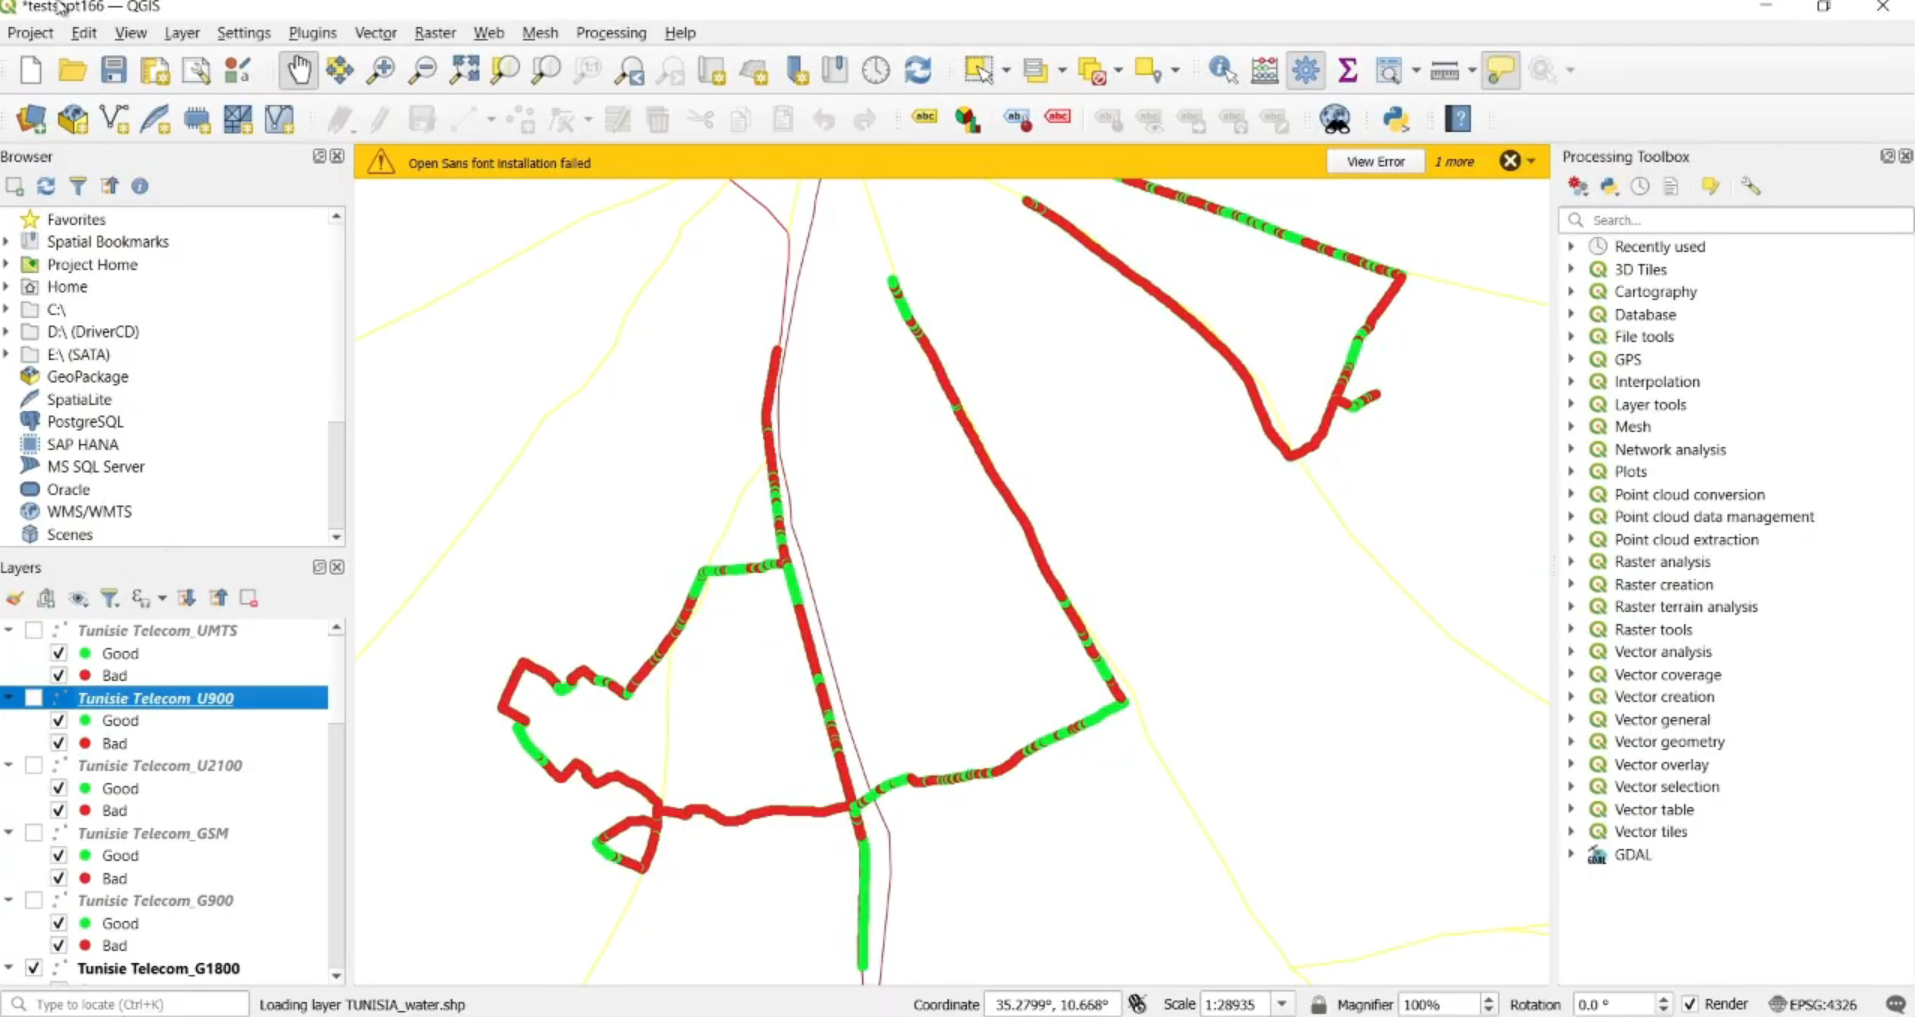 — QGIS
Project Edit View Layer Settings Plugins Vector Raster Web Mesh Processing Help
abc ab abc
Browser
Favorites
Spatial Bookmarks
Project Home
Home
C:\
D:\ (DriverCD)
E:\ (SATA)
GeoPackage
SpatiaLite
PostgreSQL
SAP HANA
MS SQL Server
Oracle
WMS/WMTS
Scenes
Layers
Tunisie Telecom_UMTS
Good
Bad
Tunisie Telecom_U900
Good
Bad
Tunisie Telecom_U2100
Good
Bad
Tunisie Telecom_GSM
Good
Bad
Tunisie Telecom_G900
Good
Bad
Tunisie Telecom_G1800
Open Sans font installation failed View Error 1 more
Processing Toolbox
Search...
Recently used
3D Tiles
Cartography
Database
File tools
GPS
Interpolation
Layer tools
Mesh
Network analysis
Plots
Point cloud conversion
Point cloud data management
Point cloud extraction
Raster analysis
Raster creation
Raster terrain analysis
Raster tools
Vector analysis
Vector coverage
Vector creation
Vector general
Vector geometry
Vector overlay
Vector selection
Vector table
Vector tiles
GDAL
Type to locate (Ctrl+K) Loading layer TUNISIA_water.shp Coordinate 35.2799°, 10.668° Scale 1:28935 Magnifier 100% Rotation 0.0 ° Render EPSG:4326